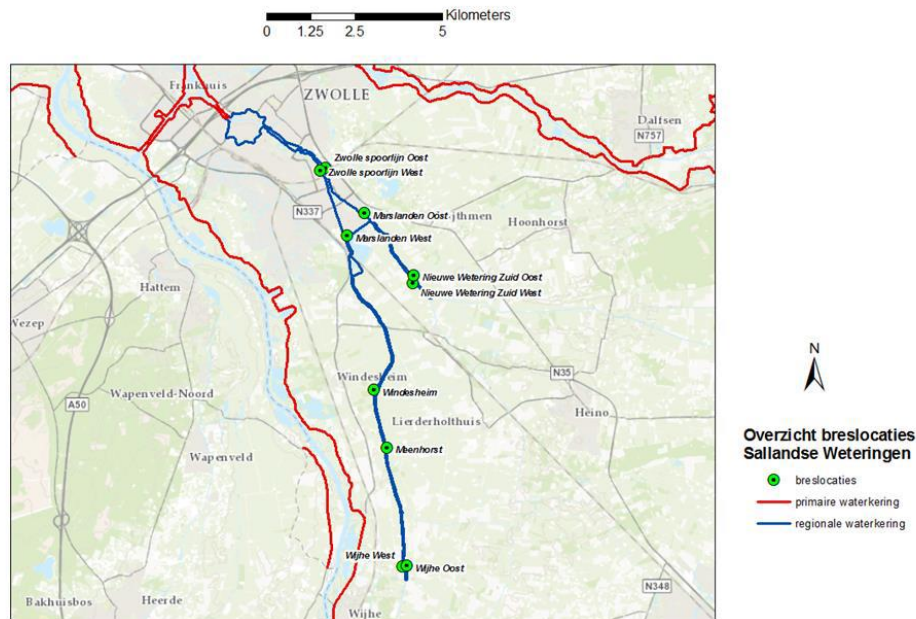 Kilometers
0 1.25 2.5 5
Frankhuis
ZWOLLE
Dalfsen
N757
Zwolle spoorlijn Oost
Zwolle spoorlijn West
N337
Marslanden Oost
jthmen
Hoonhorst
Marslanden West
Hattem
Nieuwe Wetering Zuid Oost
Nieuwe Wetering Zuid West
Wezep
N
N35
Windesheim
Wapenveld-Noord
Windesheim
A50
Lierderholthuis
Heino
Wapenveld
Meenhorst
Overzicht breslocaties
Sallandse Weteringen
breslocaties
primaire waterkering
regionale waterkering
Wijhe West
Wijhe Oost
N348
Bakhuisbos
Heerde
Wijhe